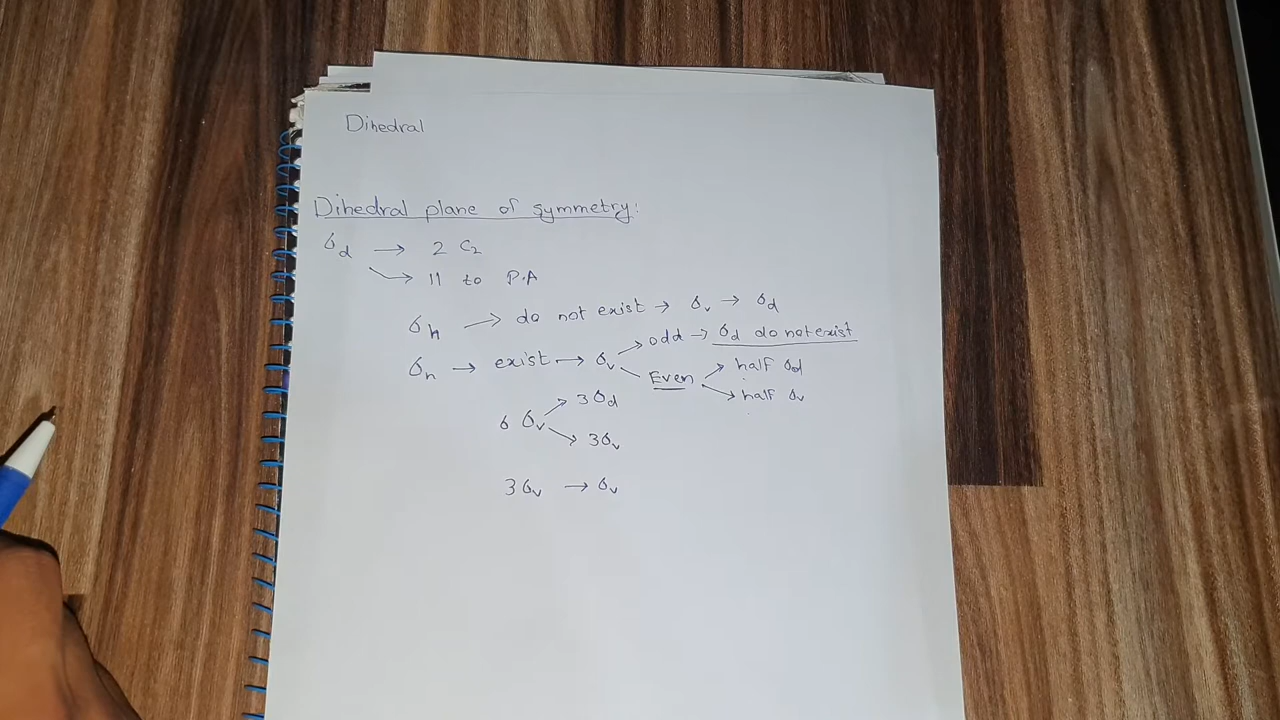 Dihedral
Dihedral plane of symmetry:
σd → 2 C2
→ 11 to P.A
σh → do not exist → σv → σd
odd → σd do not exist
σh → exist → σv
Even
half σd
half σv
6 σv
3σd
3σv
3σv → σv